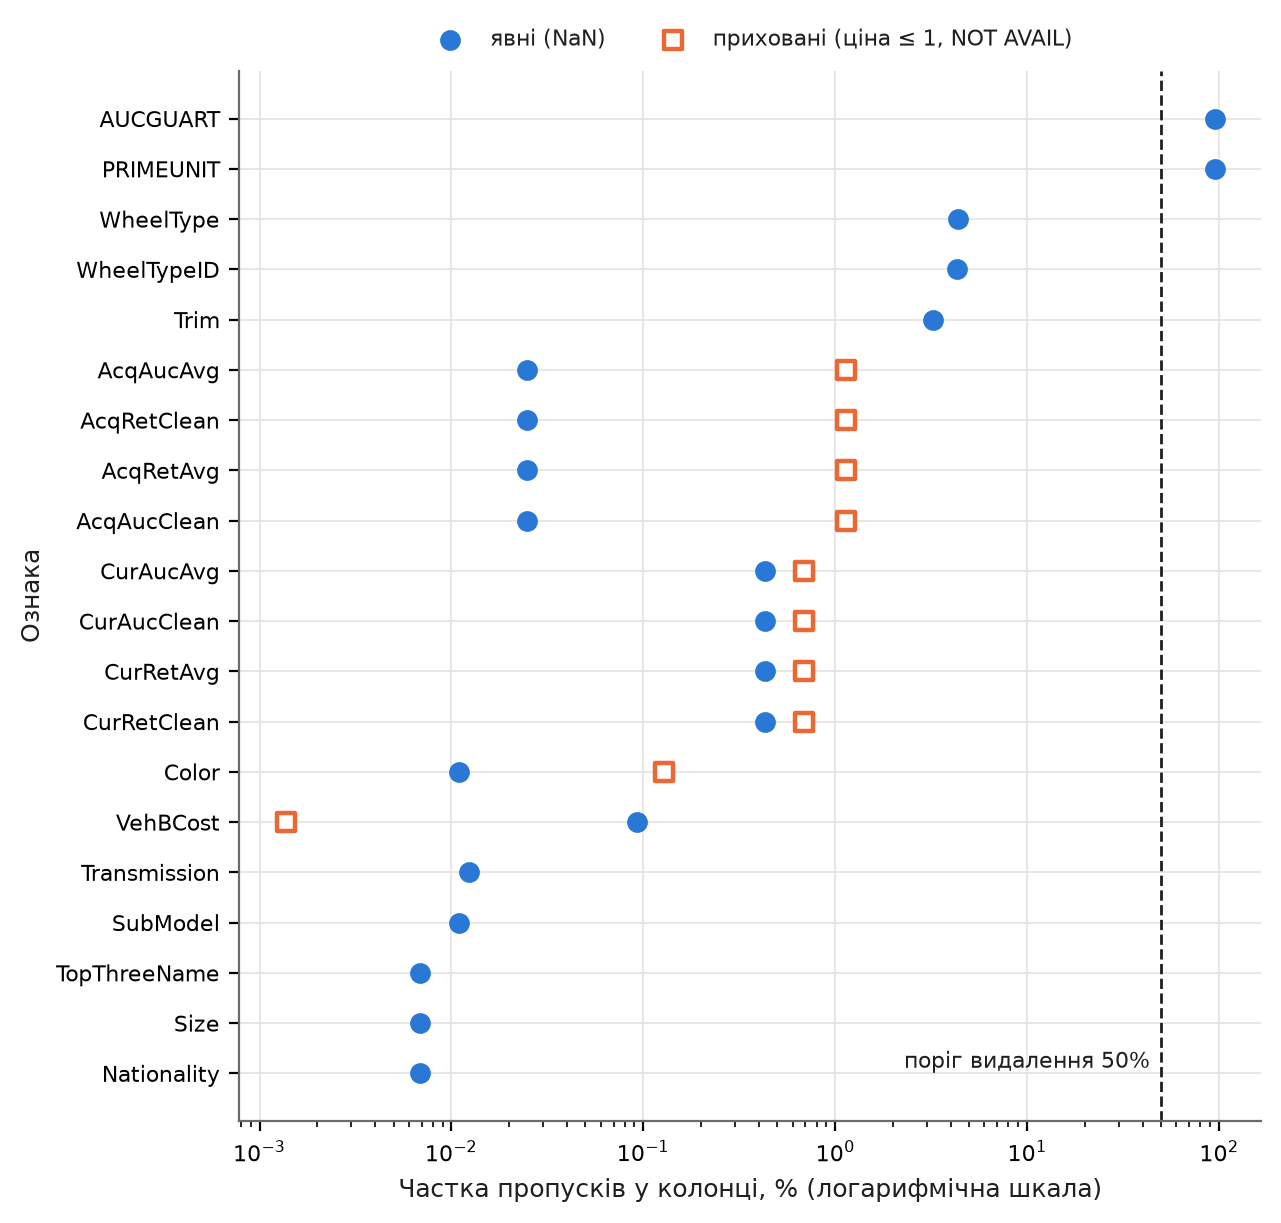 явні (NaN)
приховані (ціна ≤ 1, NOT AVAIL)
AUCGUART
PRIMEUNIT
WheelType
WheelTypeID
Trim
AcqAucAvg
AcqRetClean
AcqRetAvg
AcqAucClean
CurAucAvg
CurAucClean
CurRetAvg
CurRetClean
Color
VehBCost
Transmission
SubModel
TopThreeName
Size
Nationality
Ознака
поріг видалення 50%
10⁻³ 10⁻² 10⁻¹ 10⁰ 10¹ 10²
Частка пропусків у колонці, % (логарифмічна шкала)